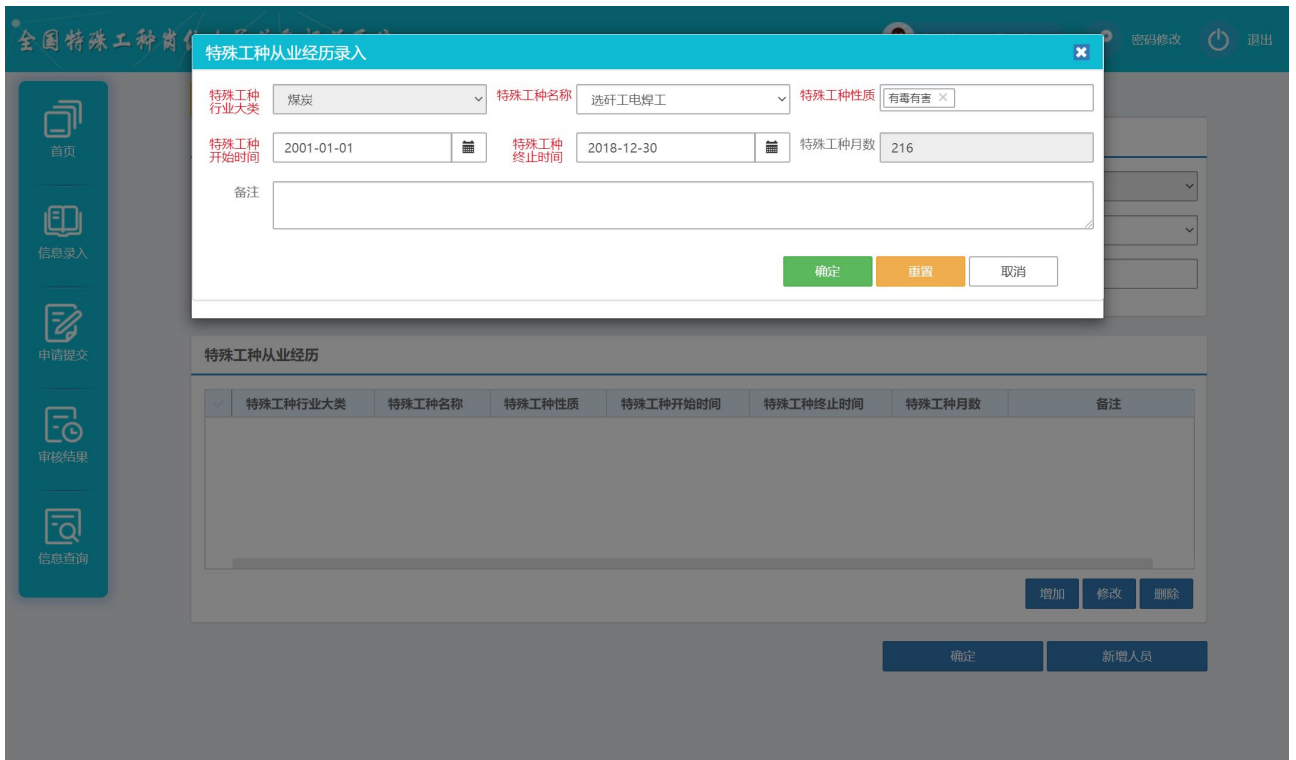 全国特殊工种岗位
密码修改
退出
特殊工种从业经历录入
特殊工种
行业大类
煤炭
特殊工种名称
选矸工电焊工
特殊工种性质
有毒有害 ×
特殊工种
开始时间
2001-01-01
特殊工种
终止时间
2018-12-30
特殊工种月数
216
备注
确定
重置
取消
首页
信息录入
申请提交
审核结果
信息查询
特殊工种从业经历
特殊工种行业大类
特殊工种名称
特殊工种性质
特殊工种开始时间
特殊工种终止时间
特殊工种月数
备注
增加
修改
删除
确定
新增人员